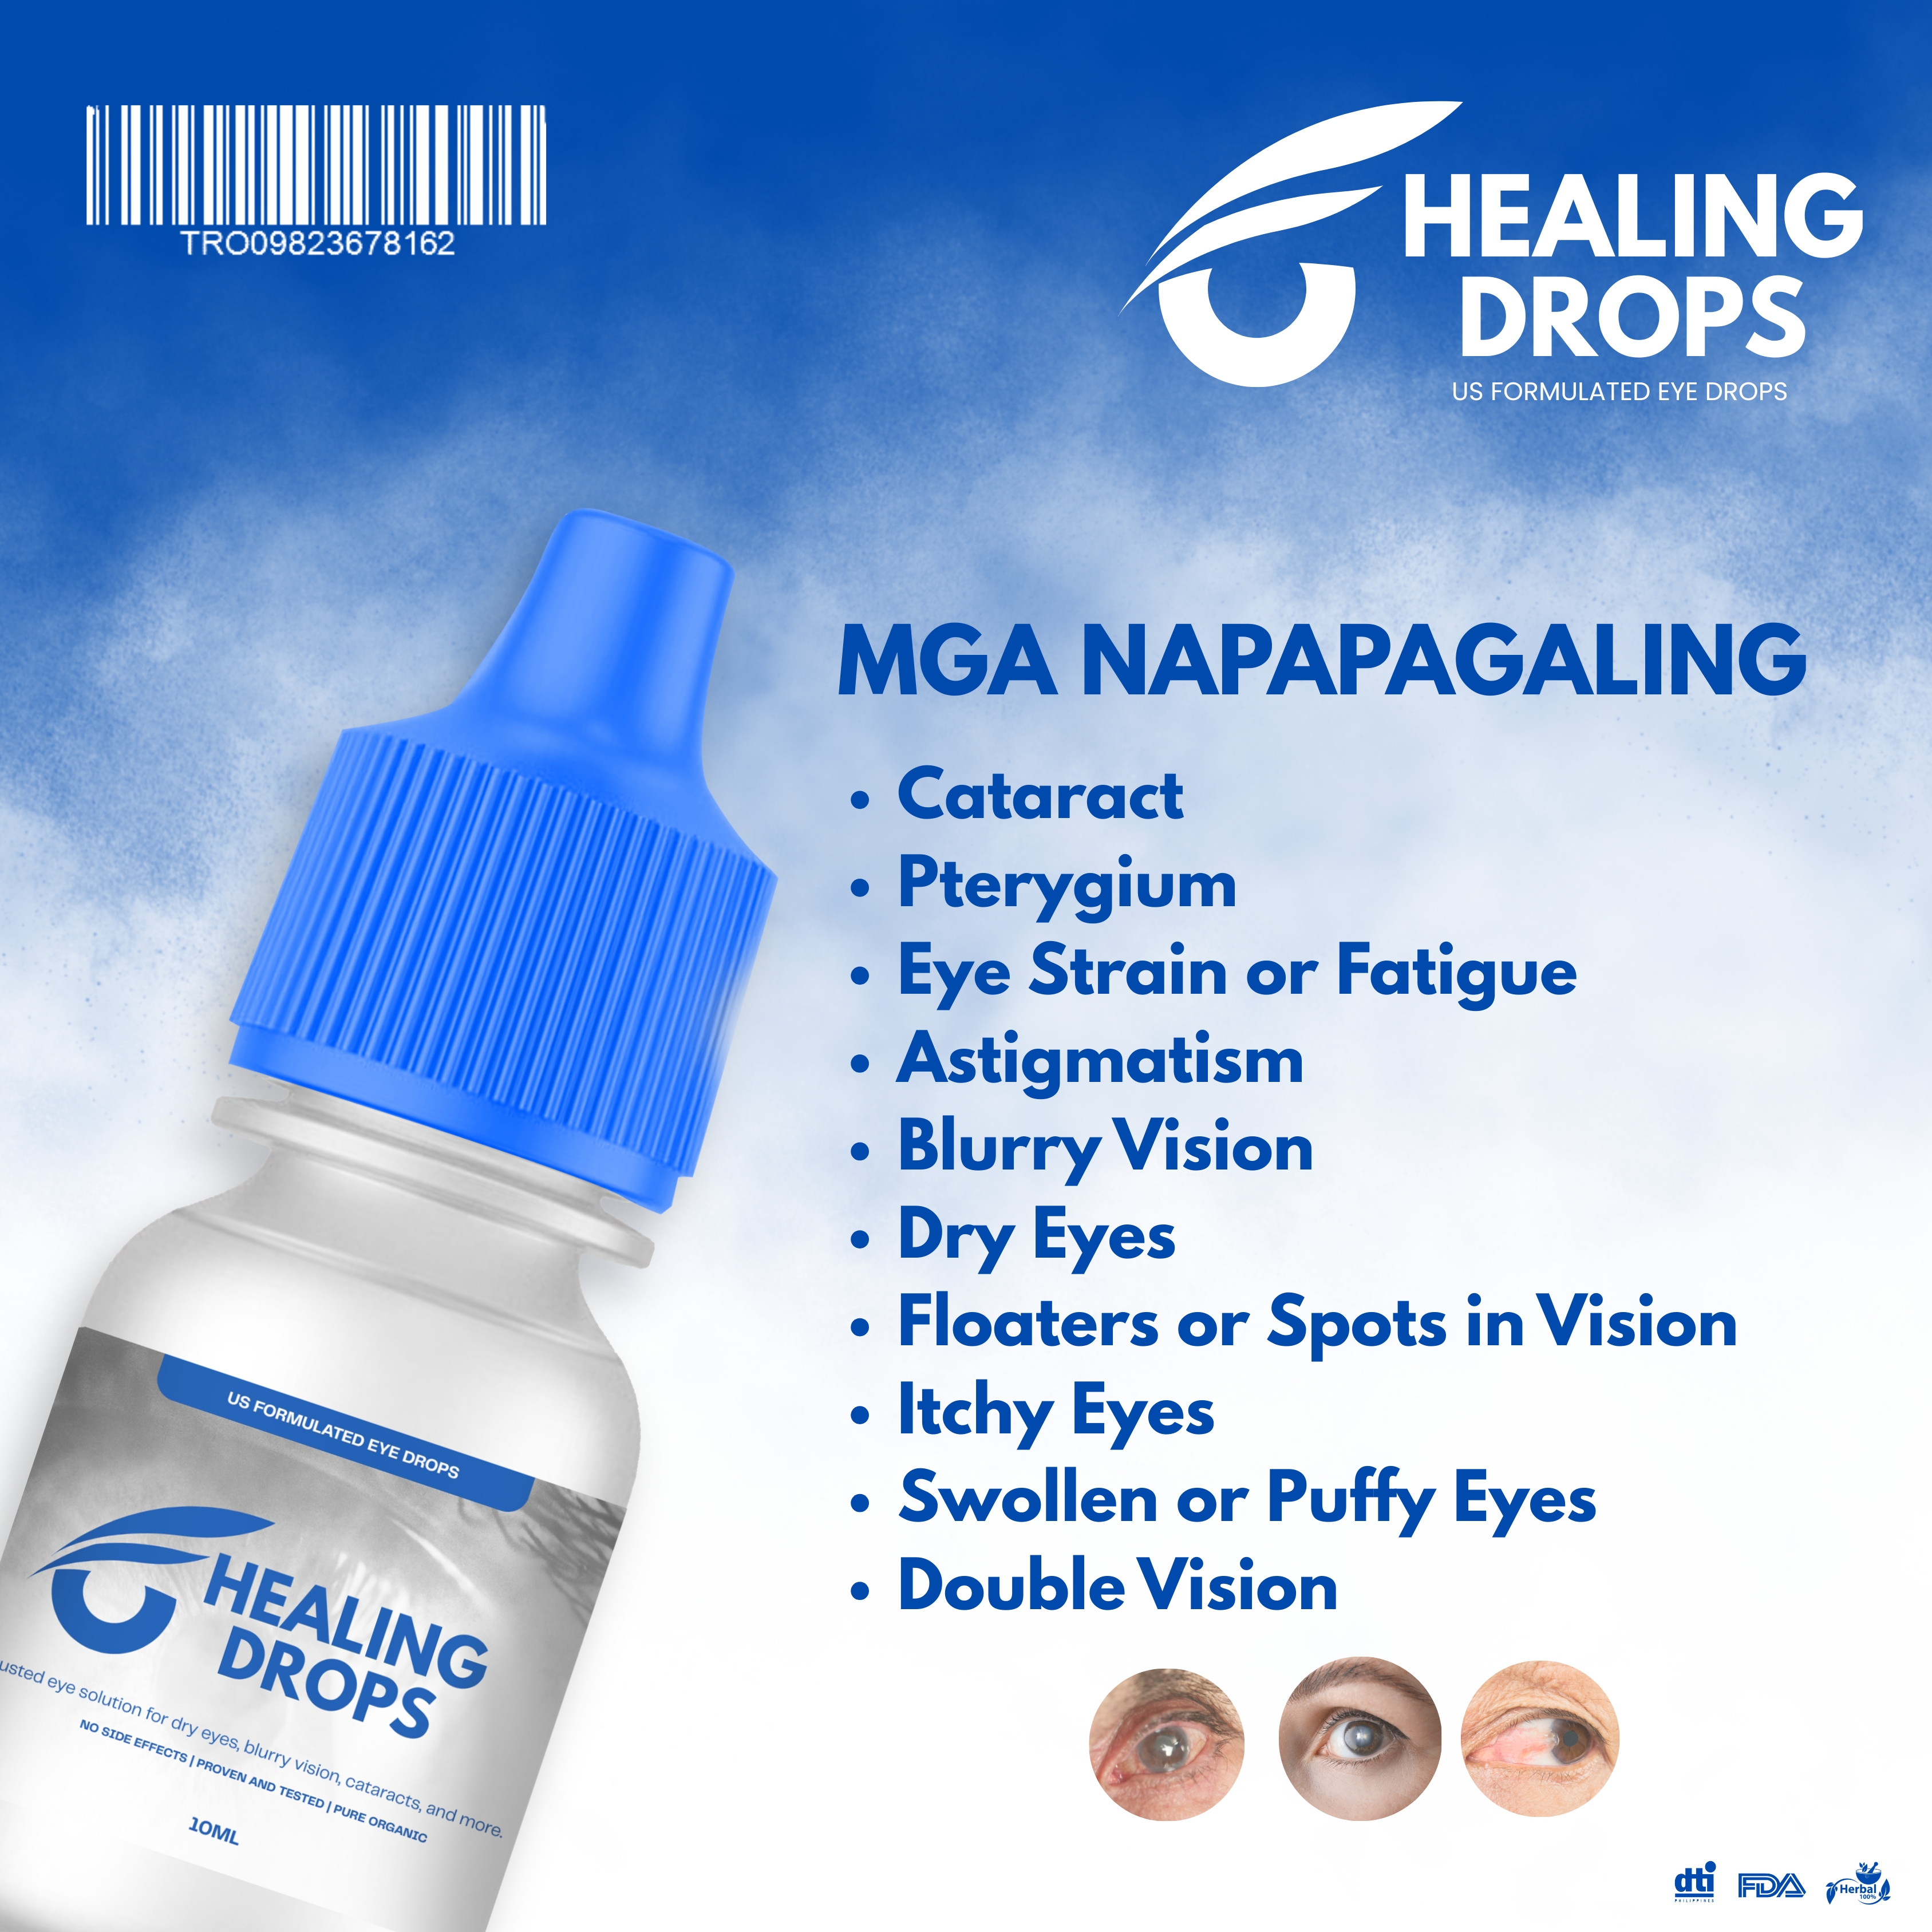 TRO09823678162
HEALING
DROPS
US FORMULATED EYE DROPS
MGA NAPAPAGALING
• Cataract
• Pterygium
• Eye Strain or Fatigue
• Astigmatism
• Blurry Vision
• Dry Eyes
• Floaters or Spots in Vision
• Itchy Eyes
• Swollen or Puffy Eyes
• Double Vision
US FORMULATED EYE DROPS
HEALING
DROPS
usted eye solution for dry eyes, blurry vision, cataracts, and more.
NO SIDE EFFECTS | PROVEN AND TESTED | PURE ORGANIC
10ML
dti
PHILIPPINES
FDA
Herbal
100%